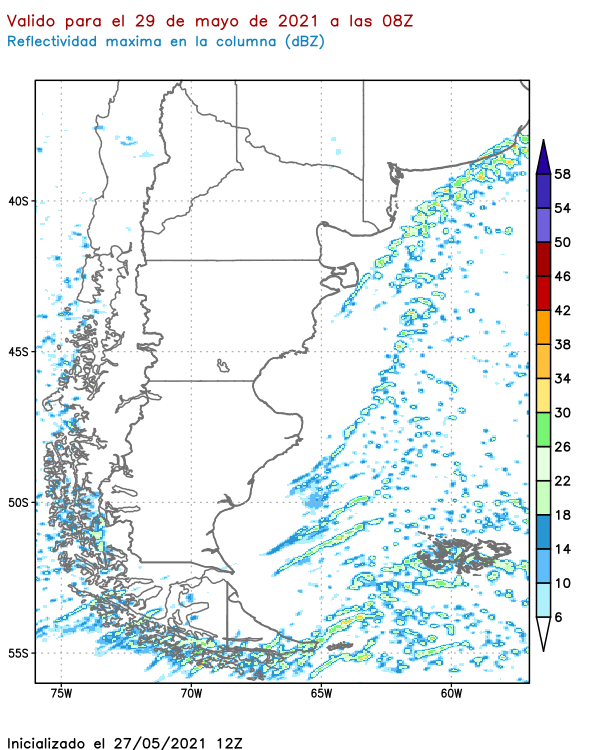 Valido para el 29 de mayo de 2021 a las 08Z
Reflectividad maxima en la columna (dBZ)
58
54
50
46
42
38
34
30
26
22
18
14
10
6
40S
45S
50S
55S
75W 70W 65W 60W
Inicializado el 27/05/2021 12Z